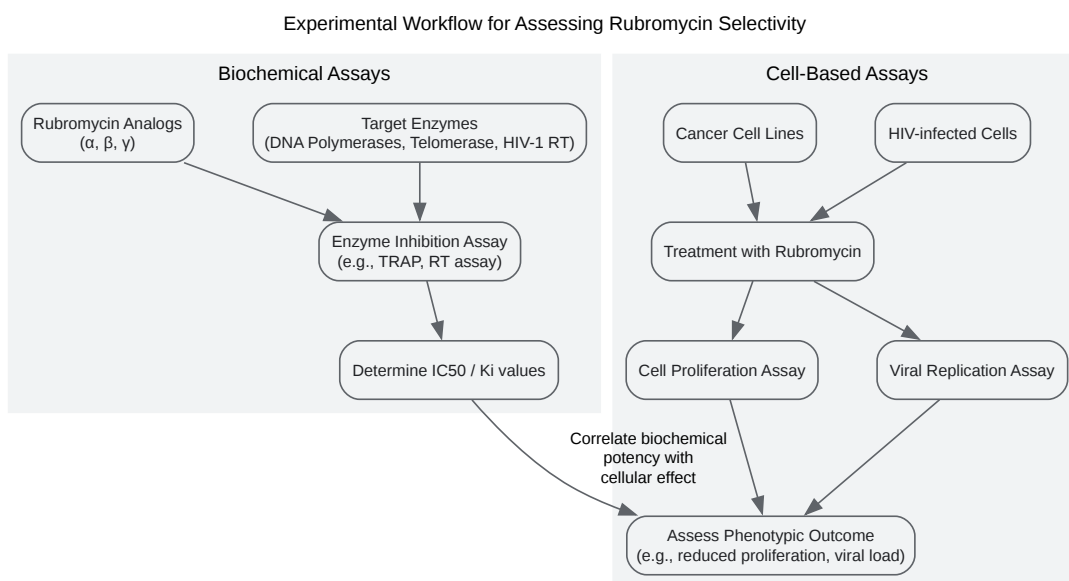 Experimental Workflow for Assessing Rubromycin Selectivity
Biochemical Assays
Rubromycin Analogs
(α, β, γ)
Target Enzymes
(DNA Polymerases, Telomerase, HIV-1 RT)
Enzyme Inhibition Assay
(e.g., TRAP, RT assay)
Determine IC50 / Ki values
Cell-Based Assays
Cancer Cell Lines
HIV-infected Cells
Treatment with Rubromycin
Cell Proliferation Assay
Viral Replication Assay
Correlate biochemical
potency with
cellular effect
Assess Phenotypic Outcome
(e.g., reduced proliferation, viral load)